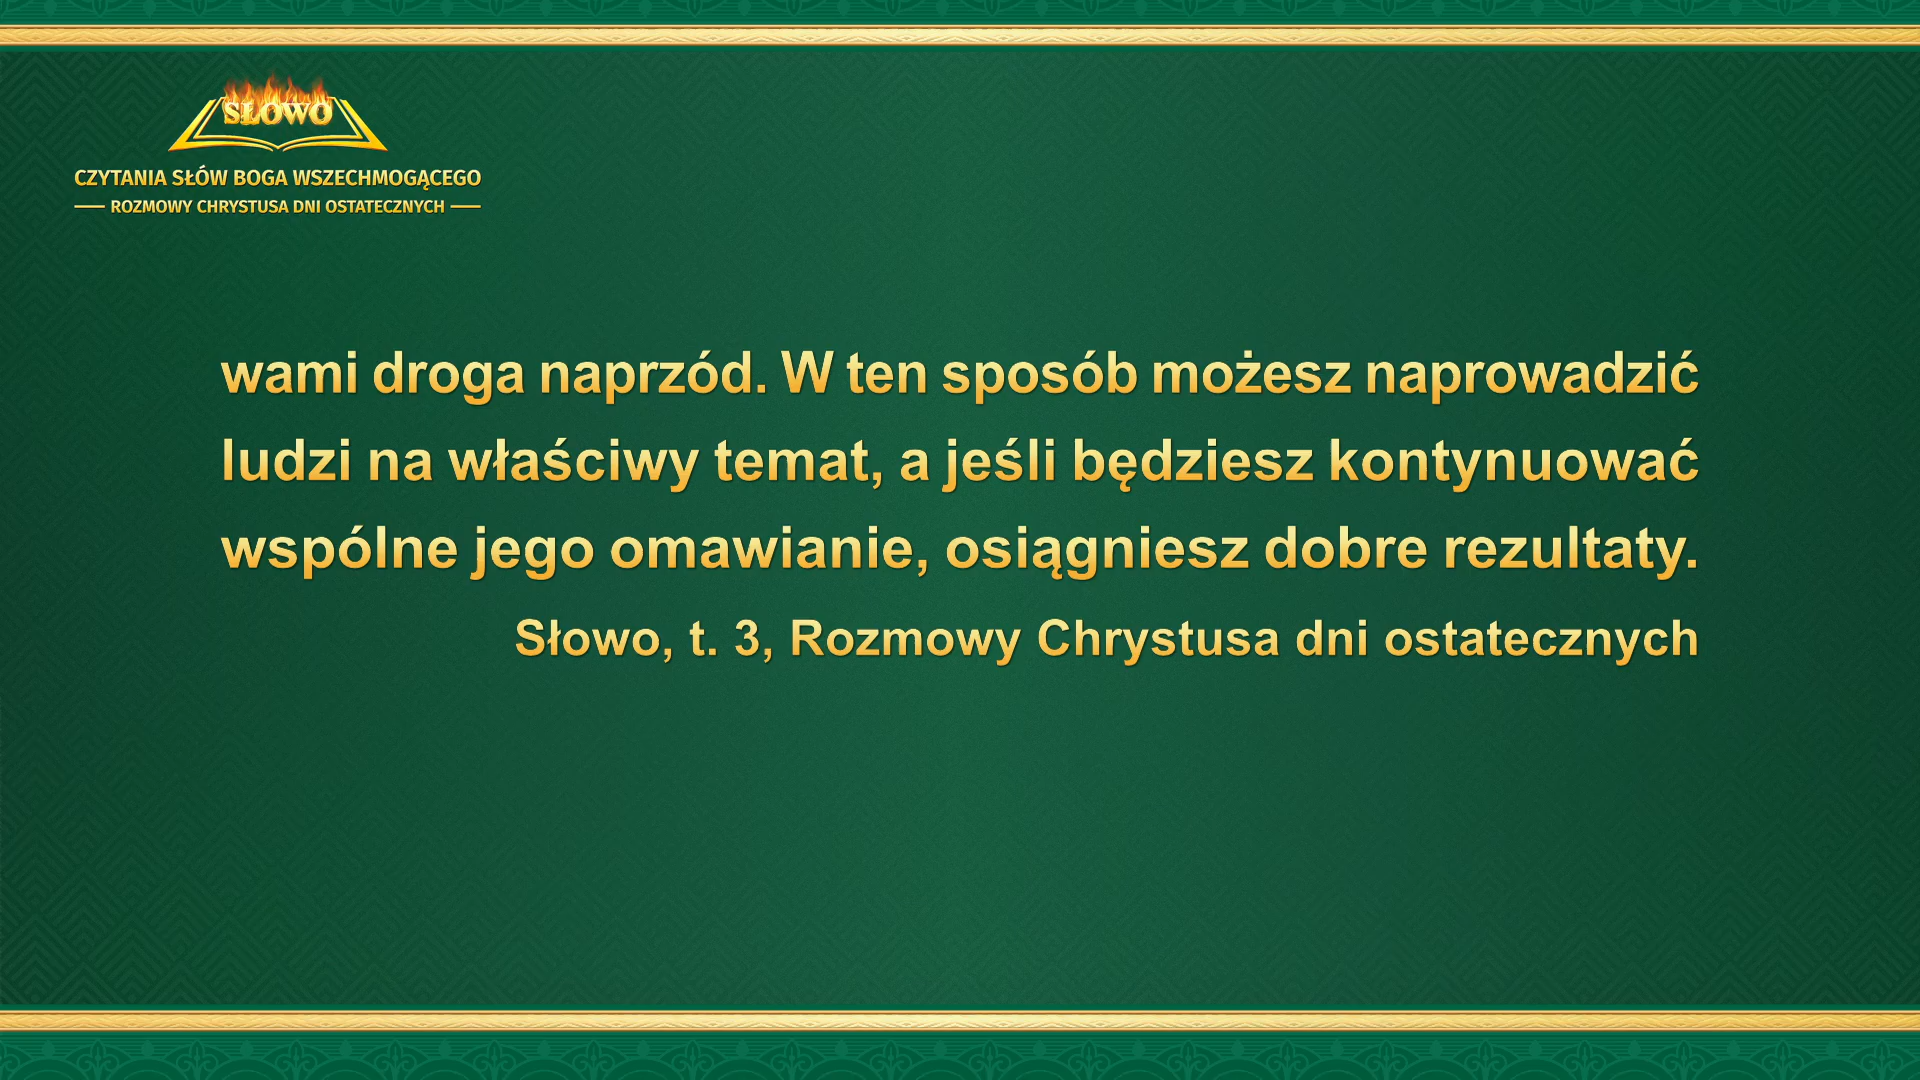 SŁOWO
CZYTANIA SŁÓW BOGA WSZECHMOGĄCEGO
ROZMOWY CHRYSTUSA DNI OSTATECZNYCH
wami droga naprzód. W ten sposób możesz naprowadzić
ludzi na właściwy temat, a jeśli będziesz kontynuować
wspólne jego omawianie, osiągniesz dobre rezultaty.
Słowo, t. 3, Rozmowy Chrystusa dni ostatecznych